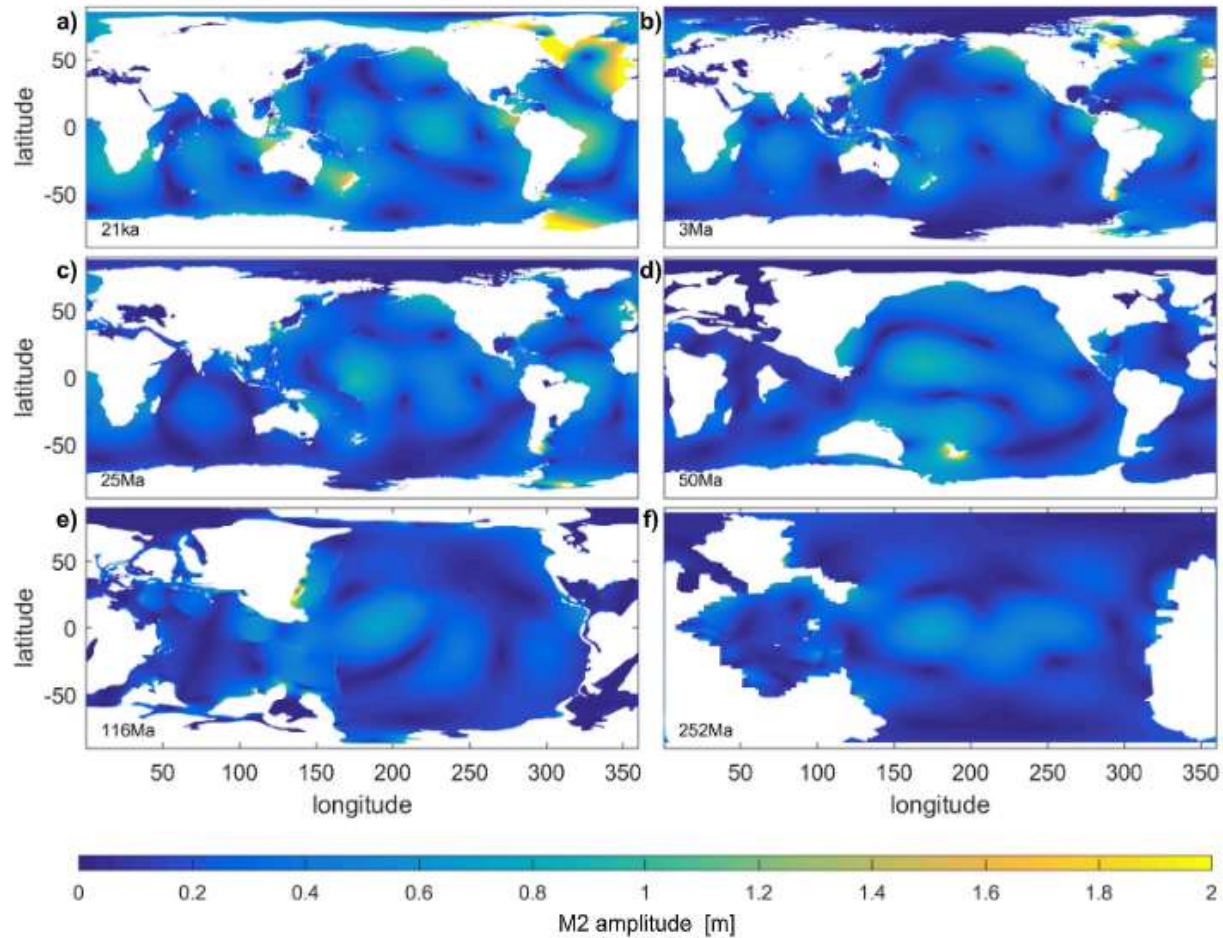 a)
b)
50
0
-50
latitude
21ka
3Ma
c)
d)
50
0
-50
latitude
25Ma
50Ma
e)
f)
50
0
-50
latitude
116Ma
252Ma
50 100 150 200 250 300 350
50 100 150 200 250 300 350
longitude
longitude
0 0.2 0.4 0.6 0.8 1 1.2 1.4 1.6 1.8 2
M2 amplitude [m]